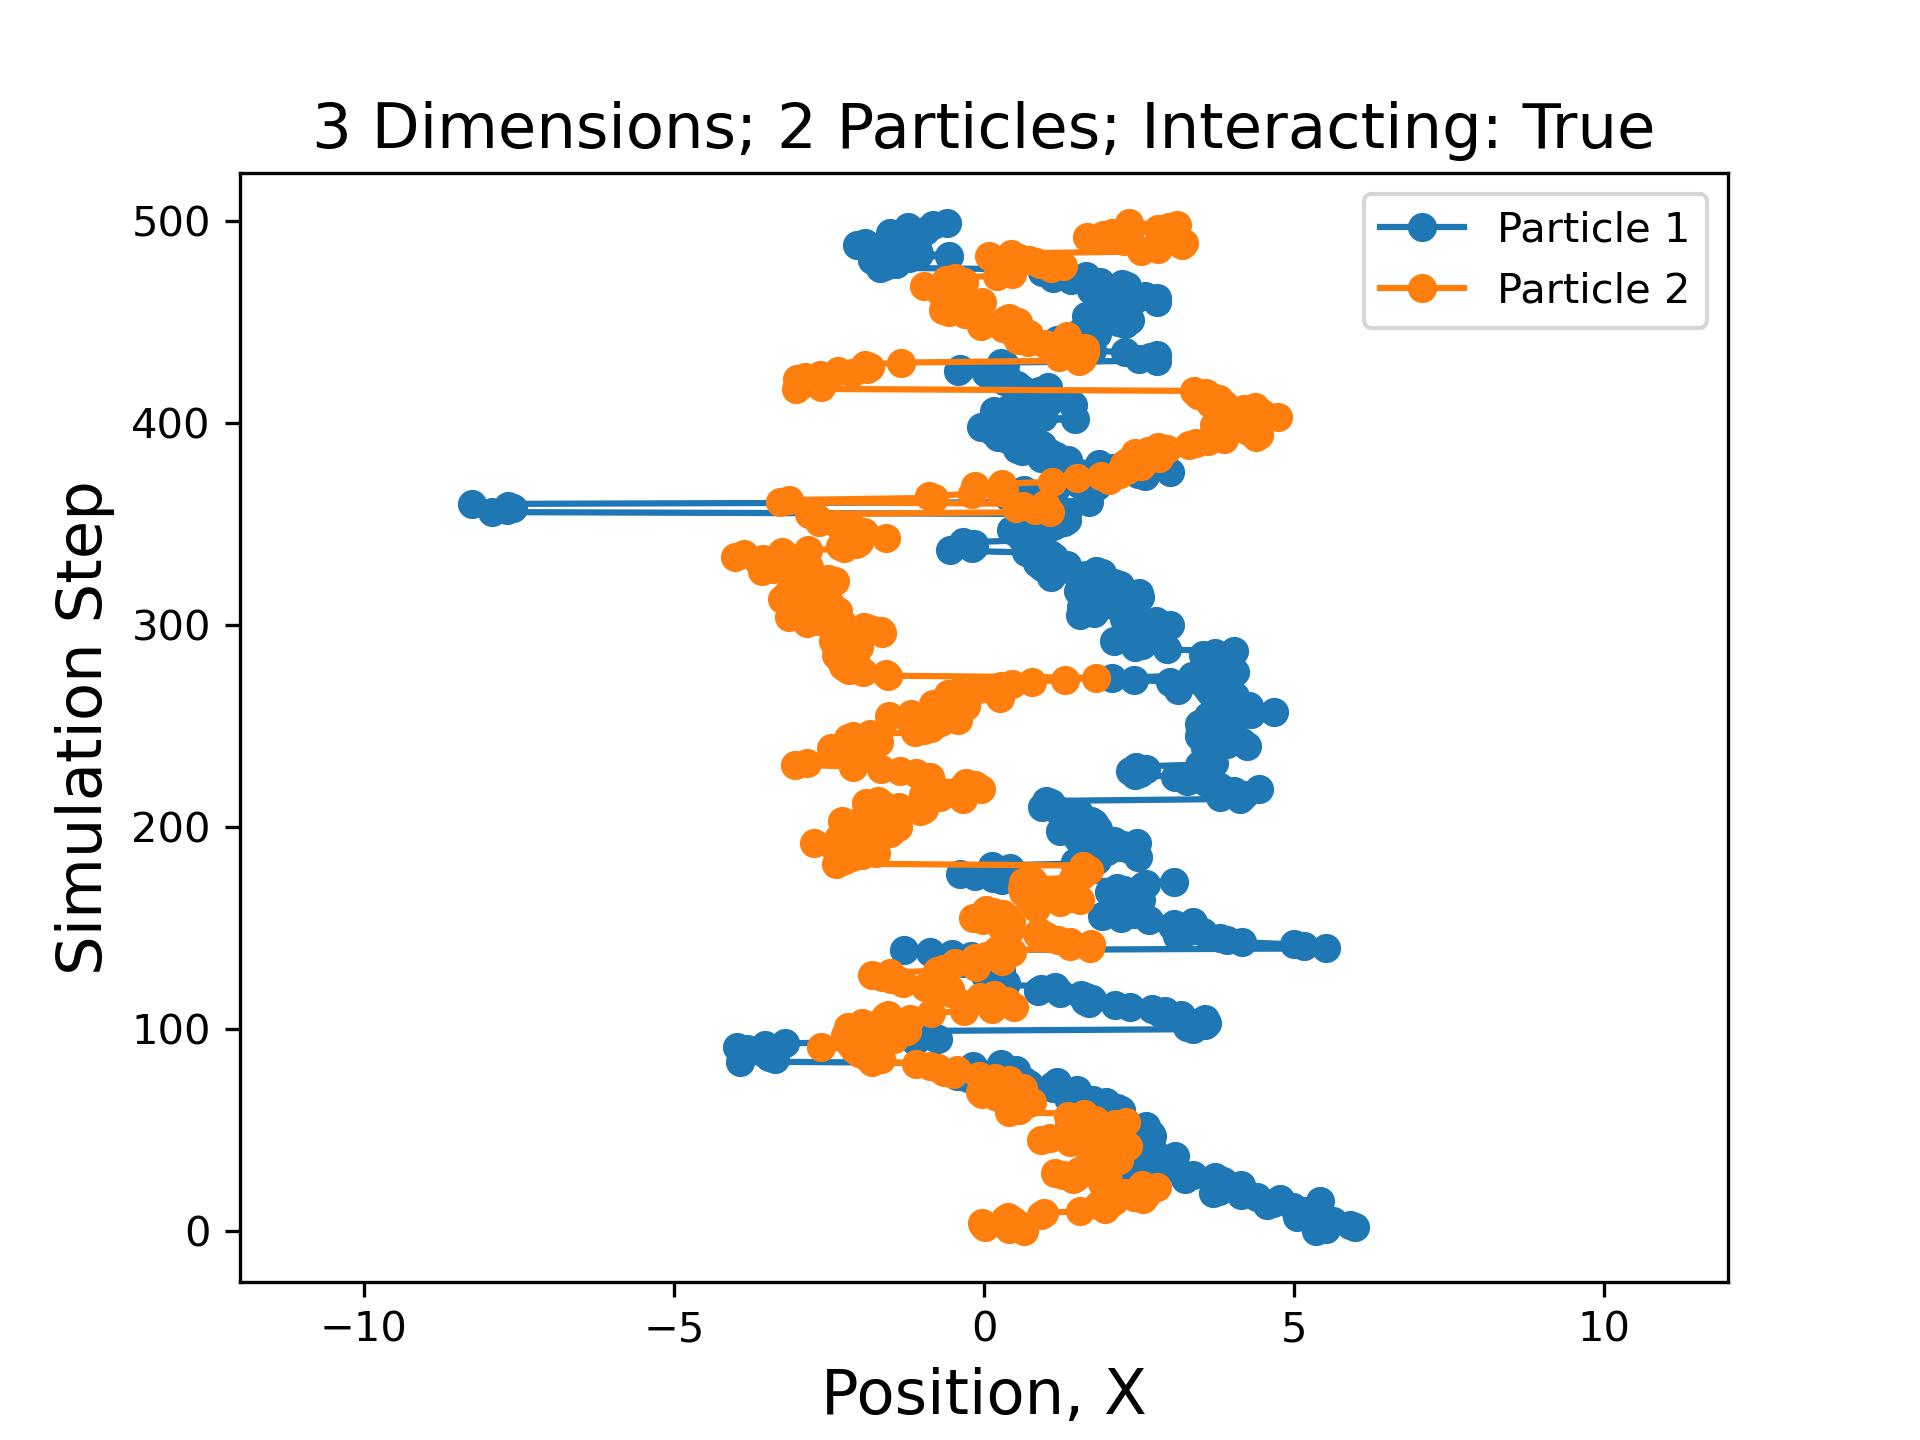 3 Dimensions; 2 Particles; Interacting: True
Particle 1
Particle 2
500
400
300
200
100
0
Simulation Step
−10
−5
0
5
10
Position, X